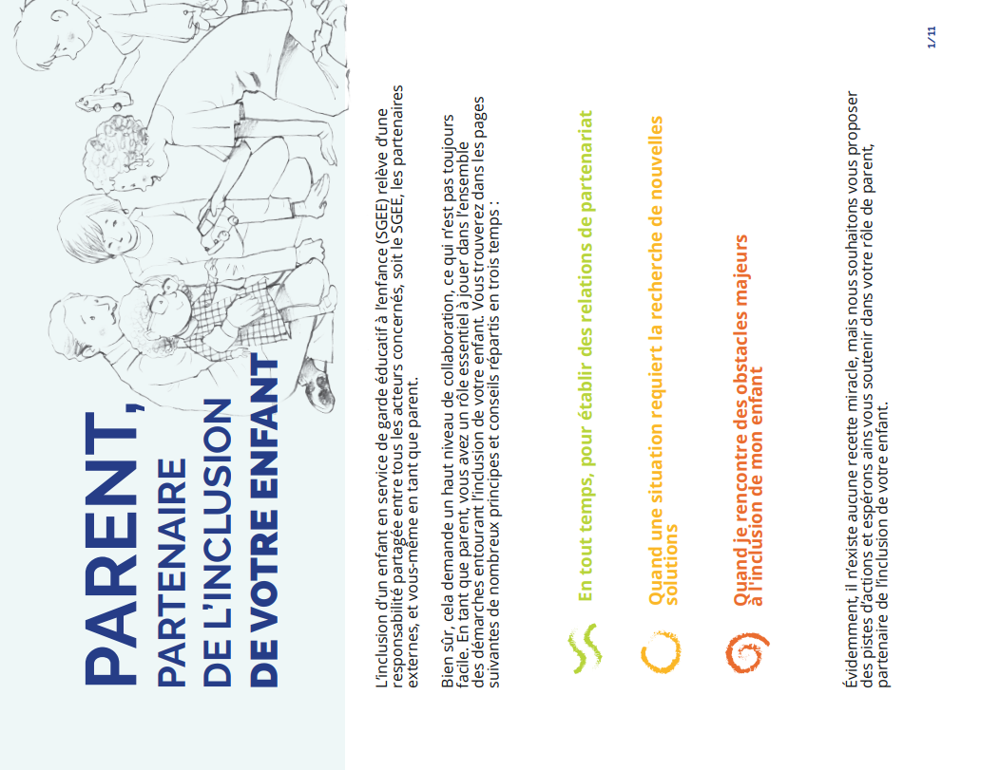 PARENT,
PARTENAIRE
DE L'INCLUSION
DE VOTRE ENFANT
L'inclusion d'un enfant en service de garde éducatif à l'enfance (SGEE) relève d'une
responsabilité partagée entre tous les acteurs concernés, soit le SGEE, les partenaires
externes, et vous-même en tant que parent.
Bien sûr, cela demande un haut niveau de collaboration, ce qui n'est pas toujours
facile. En tant que parent, vous avez un rôle essentiel à jouer dans l'ensemble
des démarches entourant l'inclusion de votre enfant. Vous trouverez dans les pages
suivantes de nombreux principes et conseils répartis en trois temps :
En tout temps, pour établir des relations de partenariat
Quand une situation requiert la recherche de nouvelles
solutions
Quand je rencontre des obstacles majeurs
à l'inclusion de mon enfant
Évidemment, il n'existe aucune recette miracle, mais nous souhaitons vous proposer
des pistes d'actions et espérons ainsi vous soutenir dans votre rôle de parent,
partenaire de l'inclusion de votre enfant.
1/11